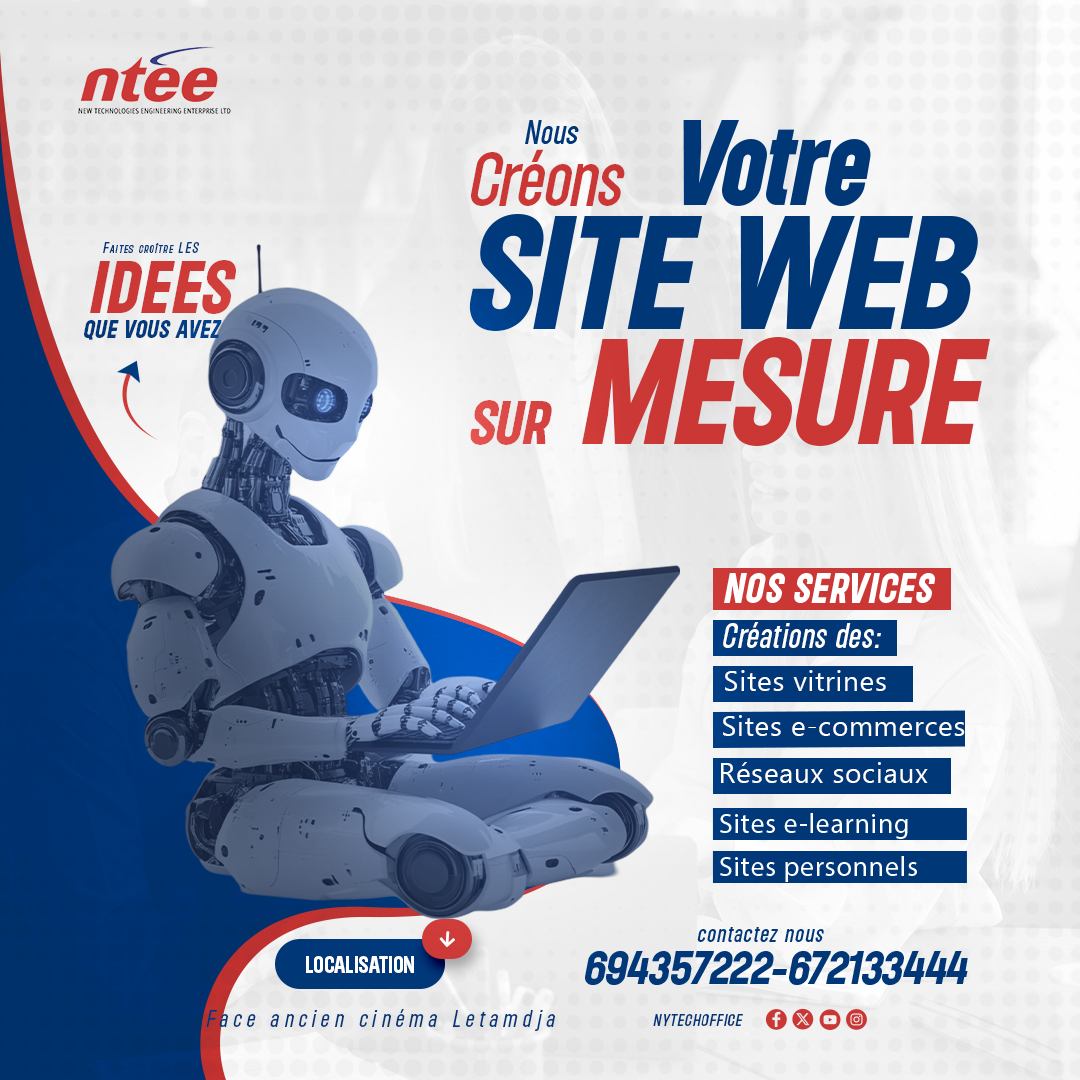 ntee
NEW TECHNOLOGIES ENGINEERING ENTERPRISE LTD
Nous
Créons Votre
SITE WEB
SUR MESURE
FAITES CROÎTRE LES
IDEES
QUE VOUS AVEZ
NOS SERVICES
Créations des:
Sites vitrines
Sites e-commerces
Réseaux sociaux
Sites e-learning
Sites personnels
contactez nous
694357222-672133444
NYTECHOFFICE
LOCALISATION
Face ancien cinéma Letamdja